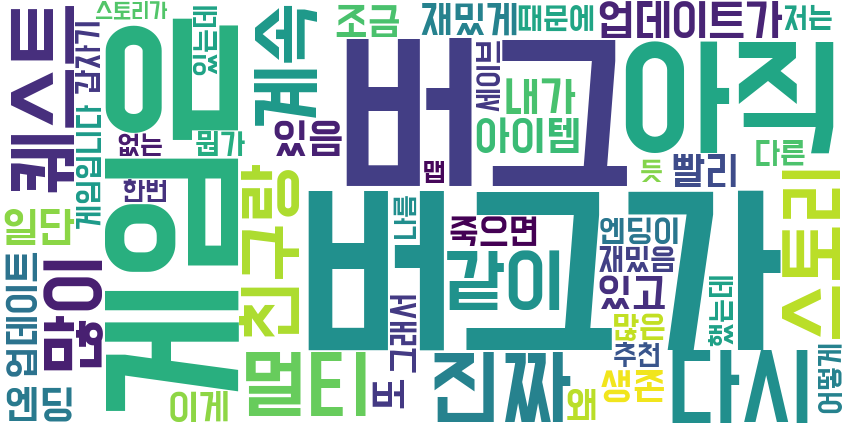 스토리가
퀘스트
갑자기
있는데
계속
조금
재밌게
때문에
업데이트가
저는
게임은
버그
세이브
내가
아이템
아직
있음
없는
뭔가
맵
듯
빨리
다른
게임입니다
한번
친구랑
버그가
나름
죽으면
같이
엔딩이
재밌음
있고
스토리
일단
업데이트
많이
그래서
많은
추천
했는데
어떻게
엔딩
이게
멀티
또
진짜
왜
생존
다시